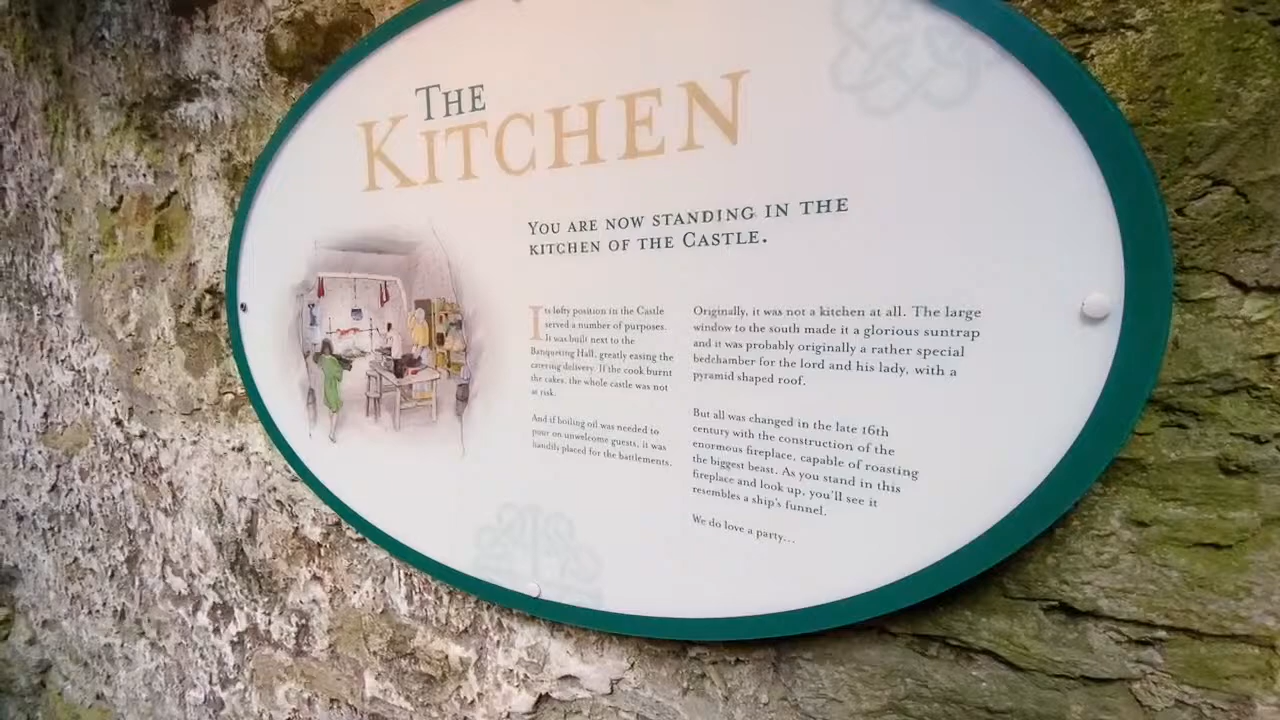 THE
KITCHEN
YOU ARE NOW STANDING IN THE
KITCHEN OF THE CASTLE.
Its lofty position in the Castle
served a number of purposes.
It was built next to the
Banqueting Hall, greatly easing the
catering delivery. If the cook burnt
the cakes, the whole castle was not
at risk.
And if boiling oil was needed to
pour on unwelcome guests, it was
handily placed for the battlements.
Originally, it was not a kitchen at all. The large
window to the south made it a glorious suntrap
and it was probably originally a rather special
bedchamber for the lord and his lady, with a
pyramid shaped roof.
But all was changed in the late 16th
century with the construction of the
enormous fireplace, capable of roasting
the biggest beast. As you stand in this
fireplace and look up, you'll see it
resembles a ship's funnel.
We do love a party...